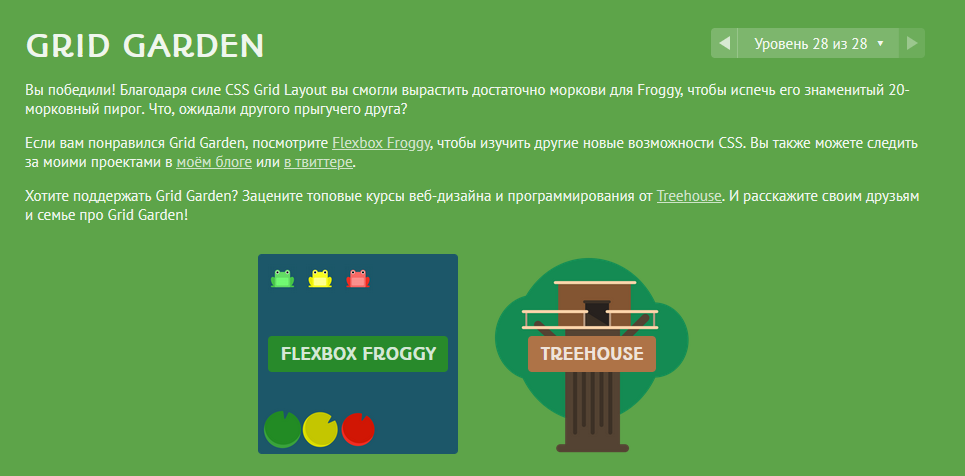 GRID GARDEN
Уровень 28 из 28
Вы победили! Благодаря силе CSS Grid Layout вы смогли вырастить достаточно моркови для Froggy, чтобы испечь его знаменитый 20-
морковный пирог. Что, ожидали другого прыгучего друга?
Если вам понравился Grid Garden, посмотрите Flexbox Froggy, чтобы изучить другие новые возможности CSS. Вы также можете следить
за моими проектами в моём блоге или в твиттере.
Хотите поддержать Grid Garden? Зацените топовые курсы веб-дизайна и программирования от Treehouse. И расскажите своим друзьям
и семье про Grid Garden!
FLEXBOX FROGGY
TREEHOUSE